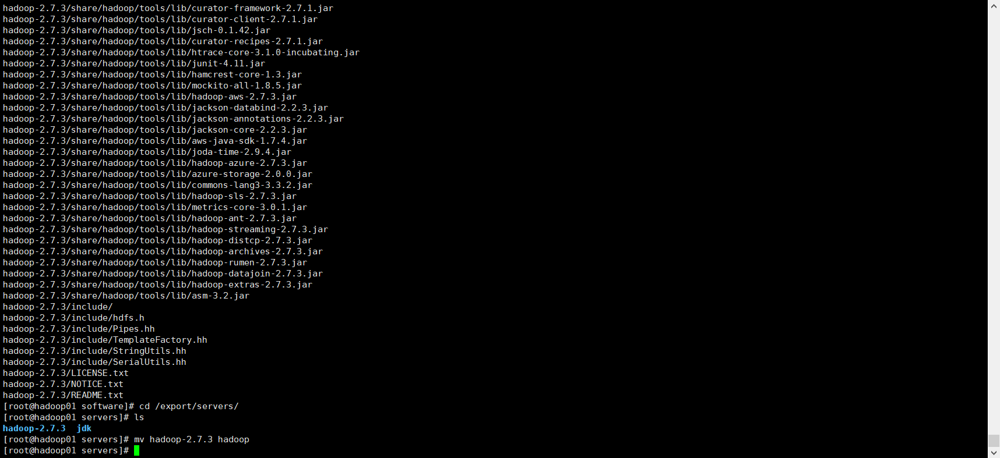 hadoop-2.7.3/share/hadoop/tools/lib/curator-framework-2.7.1.jar
hadoop-2.7.3/share/hadoop/tools/lib/curator-client-2.7.1.jar
hadoop-2.7.3/share/hadoop/tools/lib/jsch-0.1.42.jar
hadoop-2.7.3/share/hadoop/tools/lib/curator-recipes-2.7.1.jar
hadoop-2.7.3/share/hadoop/tools/lib/htrace-core-3.1.0-incubating.jar
hadoop-2.7.3/share/hadoop/tools/lib/junit-4.11.jar
hadoop-2.7.3/share/hadoop/tools/lib/hamcrest-core-1.3.jar
hadoop-2.7.3/share/hadoop/tools/lib/mockito-all-1.8.5.jar
hadoop-2.7.3/share/hadoop/tools/lib/hadoop-aws-2.7.3.jar
hadoop-2.7.3/share/hadoop/tools/lib/jackson-databind-2.2.3.jar
hadoop-2.7.3/share/hadoop/tools/lib/jackson-annotations-2.2.3.jar
hadoop-2.7.3/share/hadoop/tools/lib/jackson-core-2.2.3.jar
hadoop-2.7.3/share/hadoop/tools/lib/aws-java-sdk-1.7.4.jar
hadoop-2.7.3/share/hadoop/tools/lib/joda-time-2.9.4.jar
hadoop-2.7.3/share/hadoop/tools/lib/hadoop-azure-2.7.3.jar
hadoop-2.7.3/share/hadoop/tools/lib/azure-storage-2.0.0.jar
hadoop-2.7.3/share/hadoop/tools/lib/commons-lang3-3.3.2.jar
hadoop-2.7.3/share/hadoop/tools/lib/hadoop-sls-2.7.3.jar
hadoop-2.7.3/share/hadoop/tools/lib/metrics-core-3.0.1.jar
hadoop-2.7.3/share/hadoop/tools/lib/hadoop-ant-2.7.3.jar
hadoop-2.7.3/share/hadoop/tools/lib/hadoop-streaming-2.7.3.jar
hadoop-2.7.3/share/hadoop/tools/lib/hadoop-distcp-2.7.3.jar
hadoop-2.7.3/share/hadoop/tools/lib/hadoop-archives-2.7.3.jar
hadoop-2.7.3/share/hadoop/tools/lib/hadoop-rumen-2.7.3.jar
hadoop-2.7.3/share/hadoop/tools/lib/hadoop-datajoin-2.7.3.jar
hadoop-2.7.3/share/hadoop/tools/lib/hadoop-extras-2.7.3.jar
hadoop-2.7.3/share/hadoop/tools/lib/asm-3.2.jar
hadoop-2.7.3/include/
hadoop-2.7.3/include/hdfs.h
hadoop-2.7.3/include/Pipes.hh
hadoop-2.7.3/include/TemplateFactory.hh
hadoop-2.7.3/include/StringUtils.hh
hadoop-2.7.3/include/SerialUtils.hh
hadoop-2.7.3/LICENSE.txt
hadoop-2.7.3/NOTICE.txt
hadoop-2.7.3/README.txt
[root@hadoop01 software]# cd /export/servers/
[root@hadoop01 servers]# ls
hadoop-2.7.3  jdk
[root@hadoop01 servers]# mv hadoop-2.7.3 hadoop
[root@hadoop01 servers]#